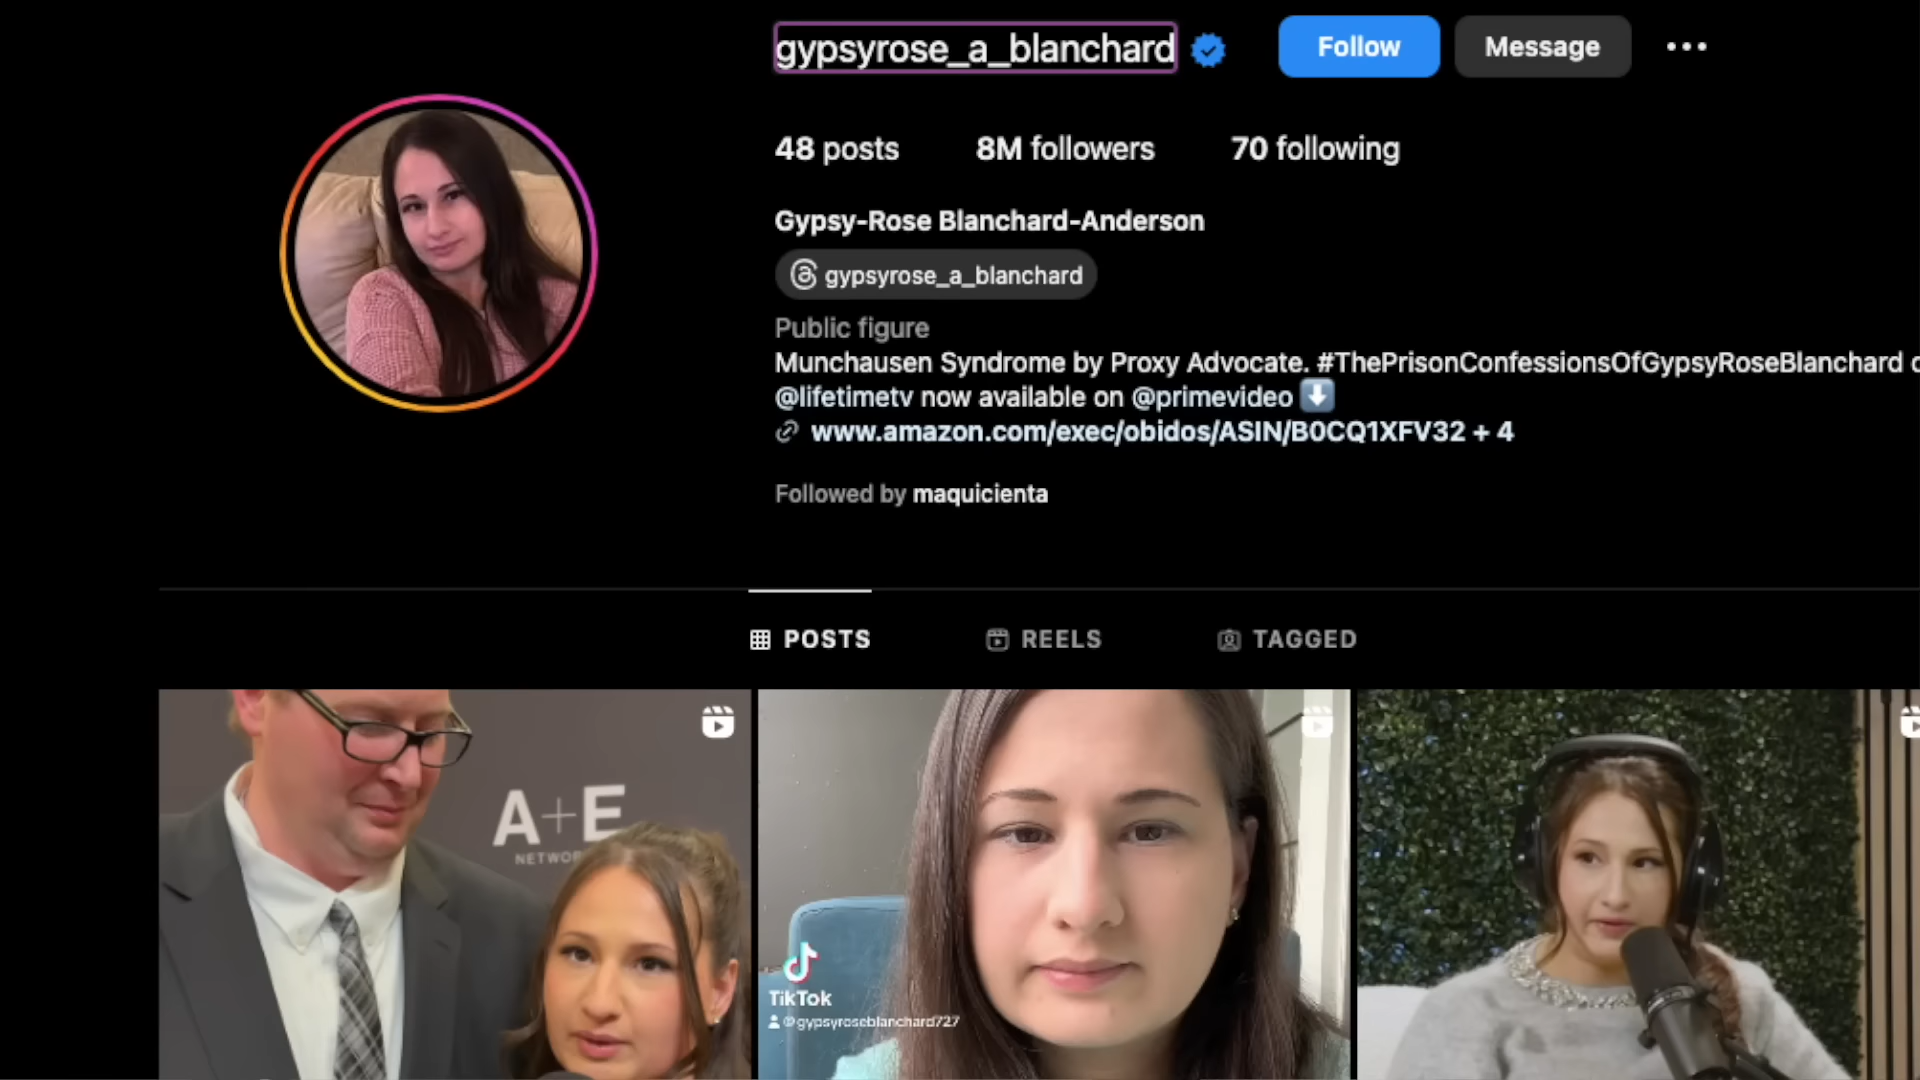 gypsyrose_a_blanchard
Follow
Message
48 posts
8M followers
70 following
Gypsy-Rose Blanchard-Anderson
gypsyrose_a_blanchard
Public figure
Munchausen Syndrome by Proxy Advocate. #ThePrisonConfessionsOfGypsyRoseBlanchard
@lifetimetv now available on @primevideo
www.amazon.com/exec/obidos/ASIN/B0CQ1XFV32 + 4
Followed by maquicienta
POSTS
REELS
TAGGED
A+E
NETWOR
TikTok
@gypsyroseblanchard727